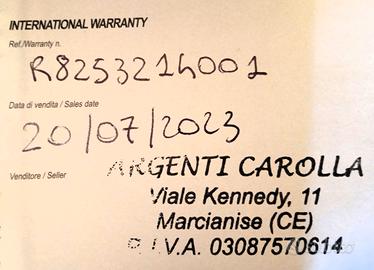 INTERNATIONAL WARRANTY
Ref./Warranty n.
R8253214001
Data di vendita / Sales date
20/07/2023
Venditore / Seller
ARGENTI CAROLLA
Viale Kennedy, 11
Marcianise (CE)
P. I.V.A. 03087570614